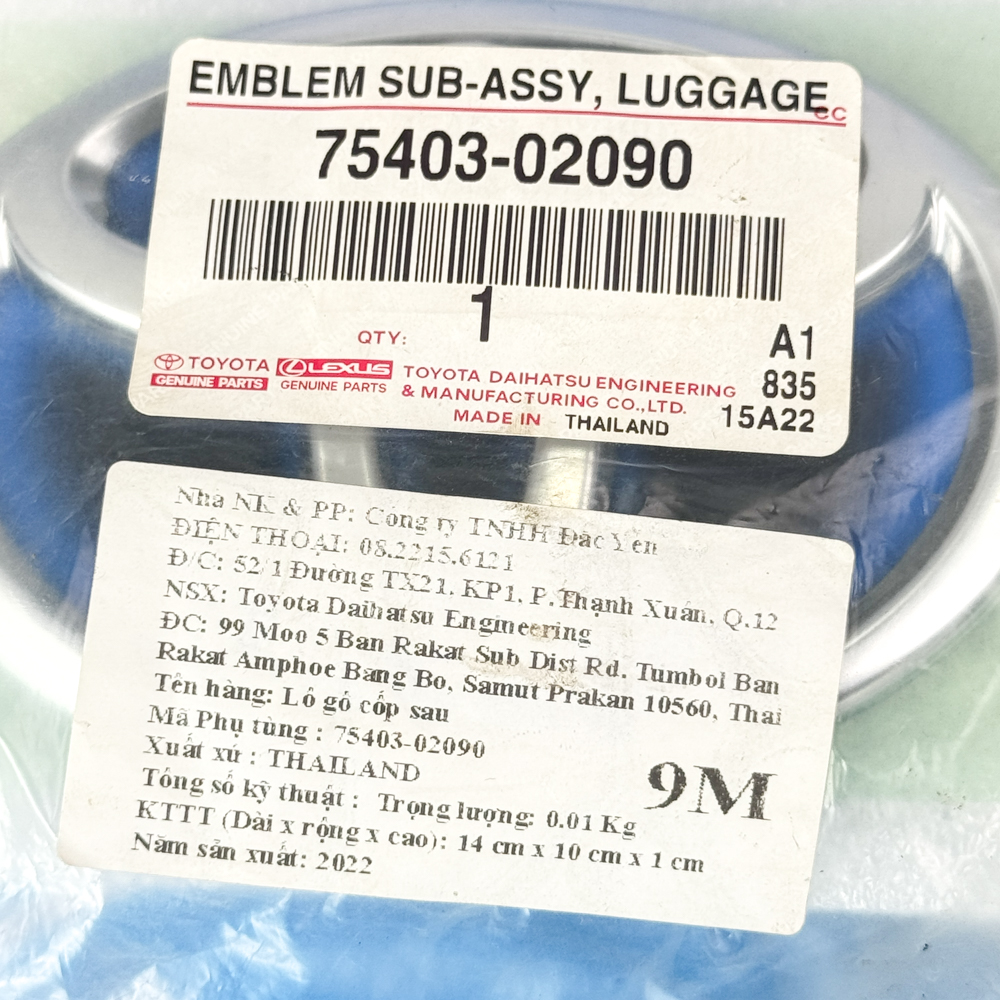 EMBLEM SUB-ASSY, LUGGAGE
CC
75403-02090
1
QTY:
A1
TOYOTA LEXUS
835
GENUINE PARTS GENUINE PARTS
TOYOTA DAIHATSU ENGINEERING
& MANUFACTURING CO.,LTD.
15A22
MADE IN THAILAND
Nhà NK & PP: Công ty TNHH Đắc Yến
ĐIỆN THOẠI: 08.2215.6121
Đ/C: 52/1 Đường TX21, KP1, P.Thạnh Xuân, Q.12
NSX: Toyota Daihatsu Engineering
ĐC: 99 Moo 5 Ban Rakat Sub Dist Rd. Tumbol Ban
Rakat Amphoe Bang Bo, Samut Prakan 10560, Thai
Tên hàng: Lô gô cốp sau
Mã Phụ tùng : 75403-02090
Xuất xứ : THAILAND
9M
Tổng số kỹ thuật : Trọng lượng: 0.01 Kg
KTTT (Dài x rộng x cao): 14 cm x 10 cm x 1 cm
Năm sản xuất: 2022